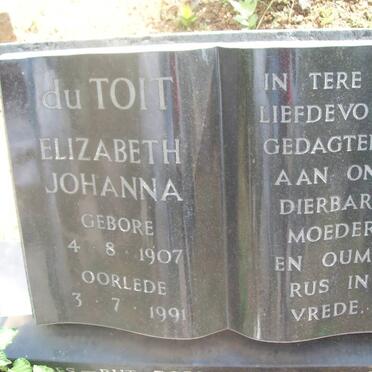 du TOIT
ELIZABETH
JOHANNA
GEBORE
4 . 8 . 1907
OORLEDE
3 . 7 . 1991
IN TERE
LIEFDEVO
GEDAGTE
AAN ON
DIERBAR
MOEDER
EN OUM
RUS IN
VREDE.